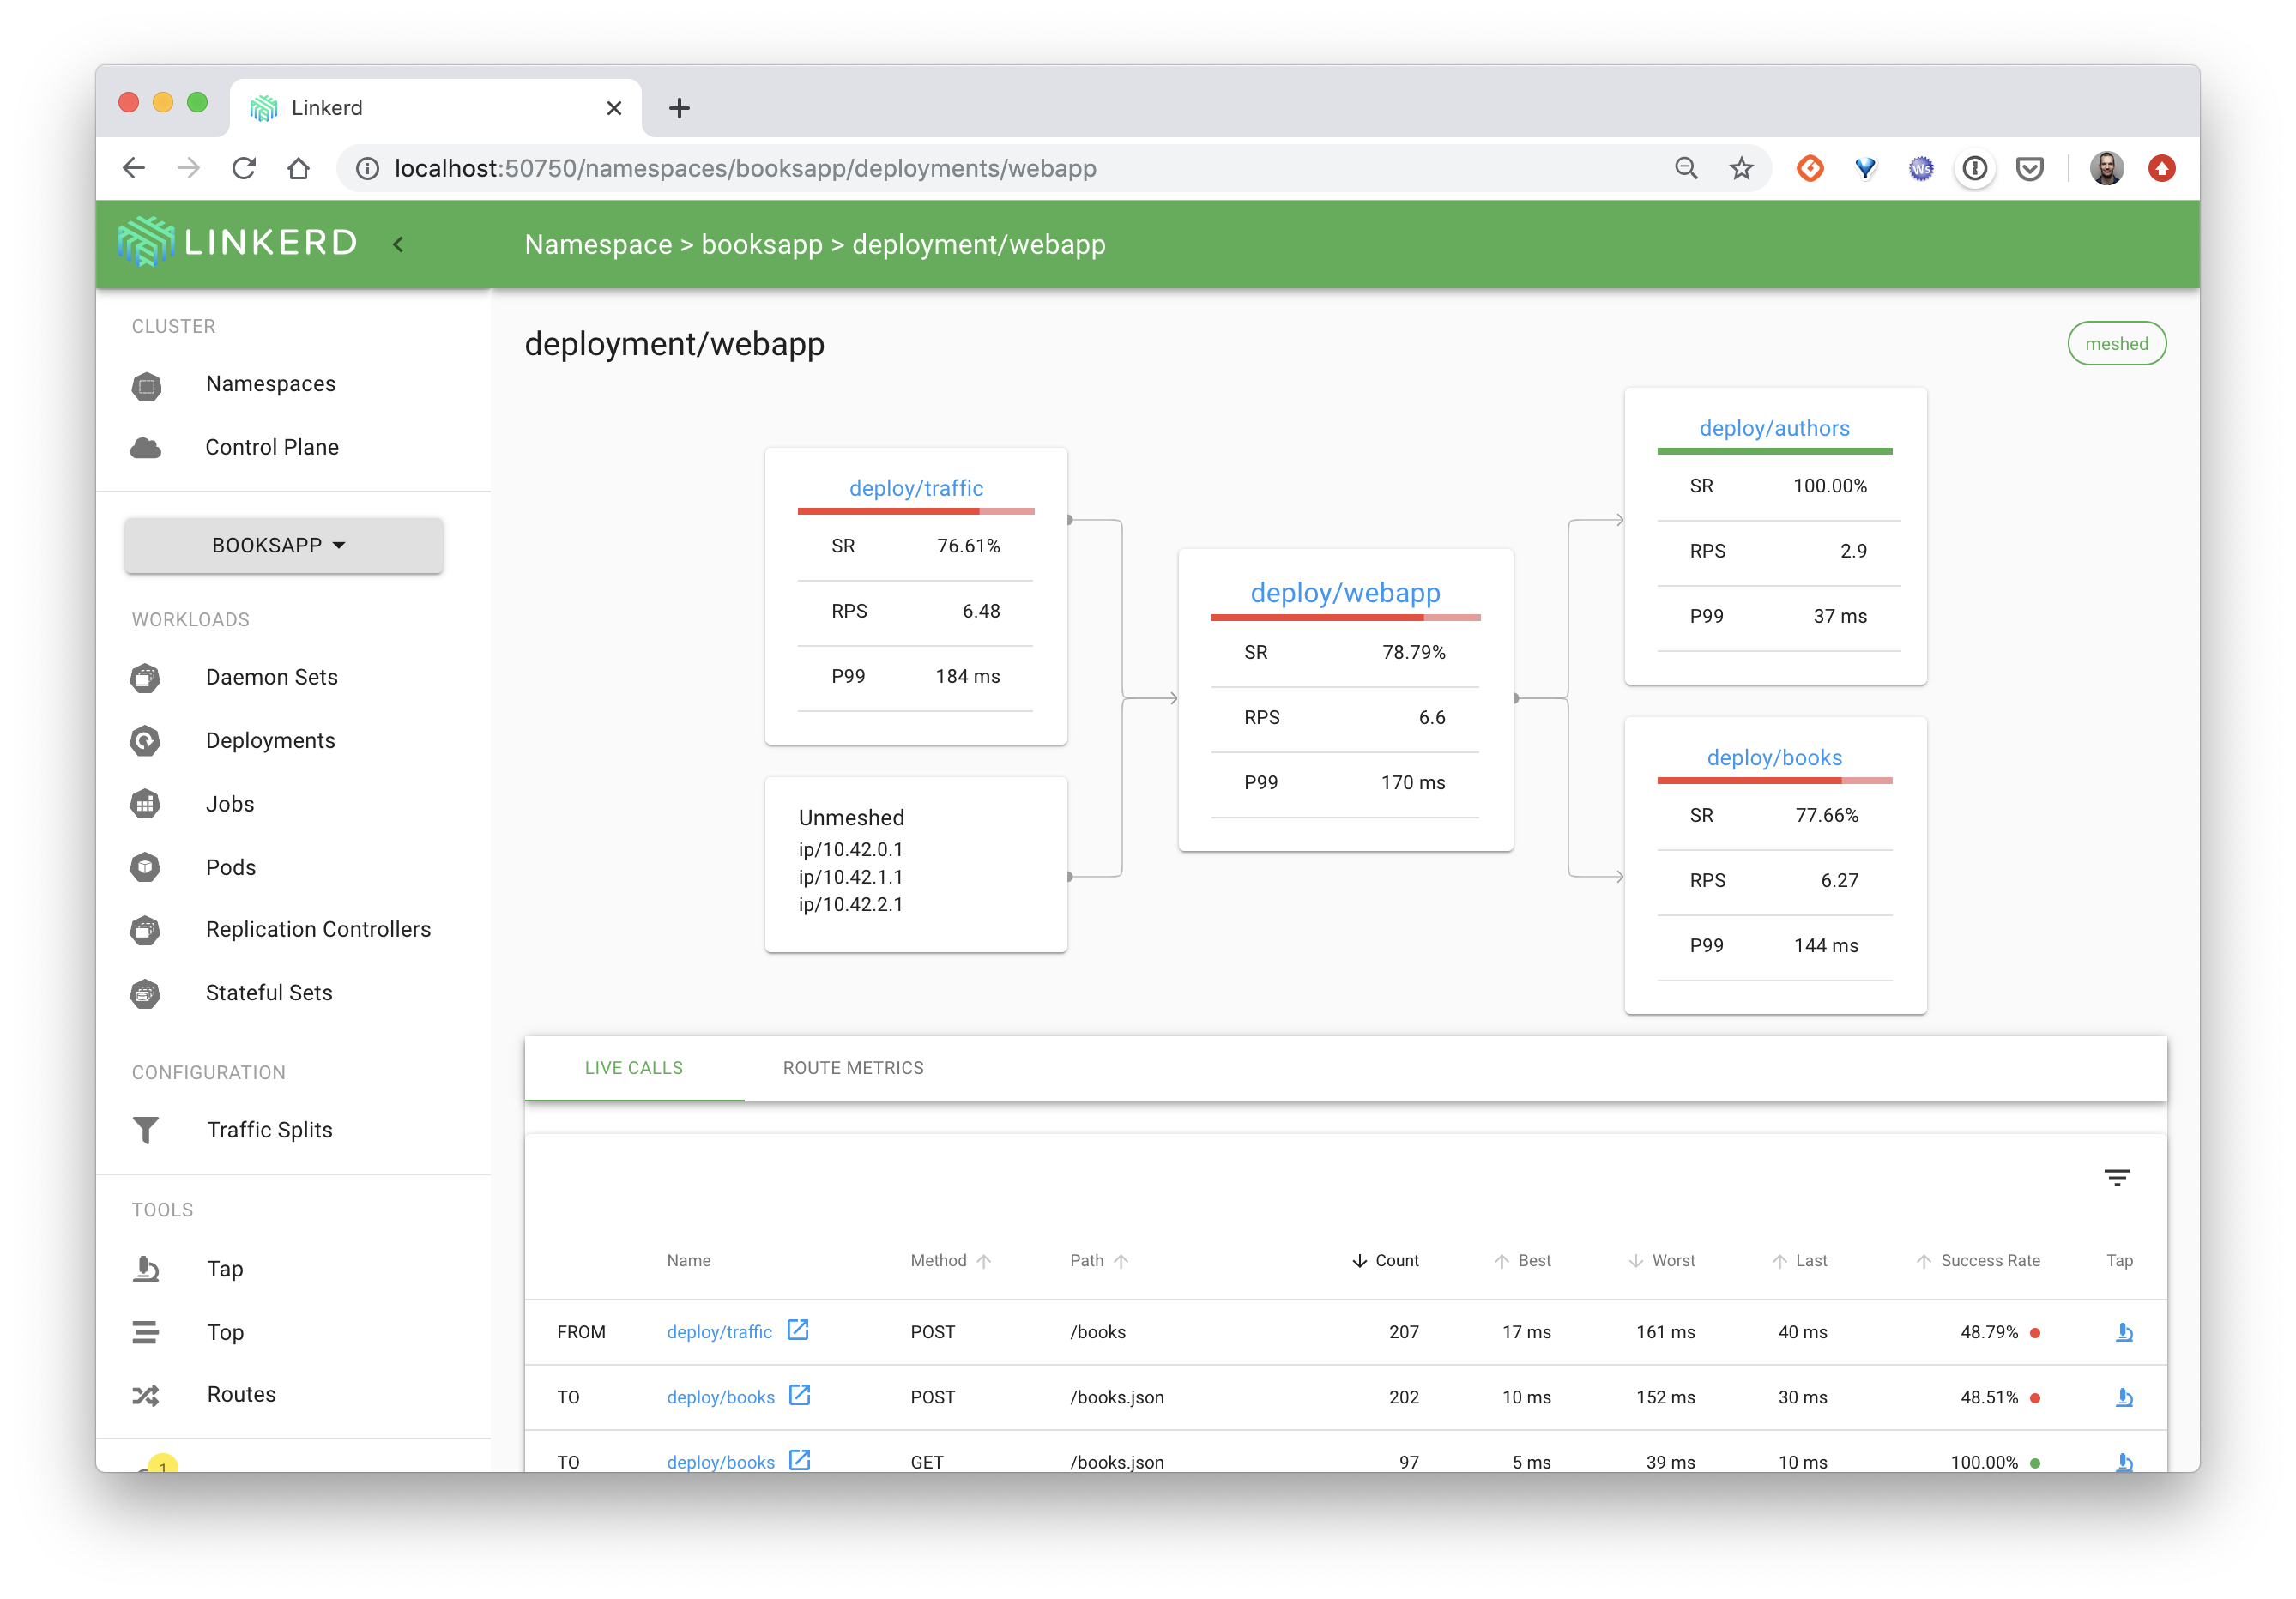 Linkerd
localhost:50750/namespaces/booksapp/deployments/webapp
Ws
LINKERD
Namespace > booksapp > deployment/webapp
CLUSTER
Namespaces
Control Plane
BOOKSAPP
WORKLOADS
Daemon Sets
Deployments
Jobs
Pods
Replication Controllers
Stateful Sets
CONFIGURATION
Traffic Splits
TOOLS
Tap
Top
Routes
1
deployment/webapp
meshed
deploy/traffic
SR 76.61%
RPS 6.48
P99 184 ms
Unmeshed
ip/10.42.0.1
ip/10.42.1.1
ip/10.42.2.1
deploy/webapp
SR 78.79%
RPS 6.6
P99 170 ms
deploy/authors
SR 100.00%
RPS 2.9
P99 37 ms
deploy/books
SR 77.66%
RPS 6.27
P99 144 ms
LIVE CALLS ROUTE METRICS
Name Method Path Count Best Worst Last Success Rate Tap
FROM deploy/traffic POST /books 207 17 ms 161 ms 40 ms 48.79%
TO deploy/books POST /books.json 202 10 ms 152 ms 30 ms 48.51%
TO deploy/books GET /books.json 97 5 ms 39 ms 10 ms 100.00%